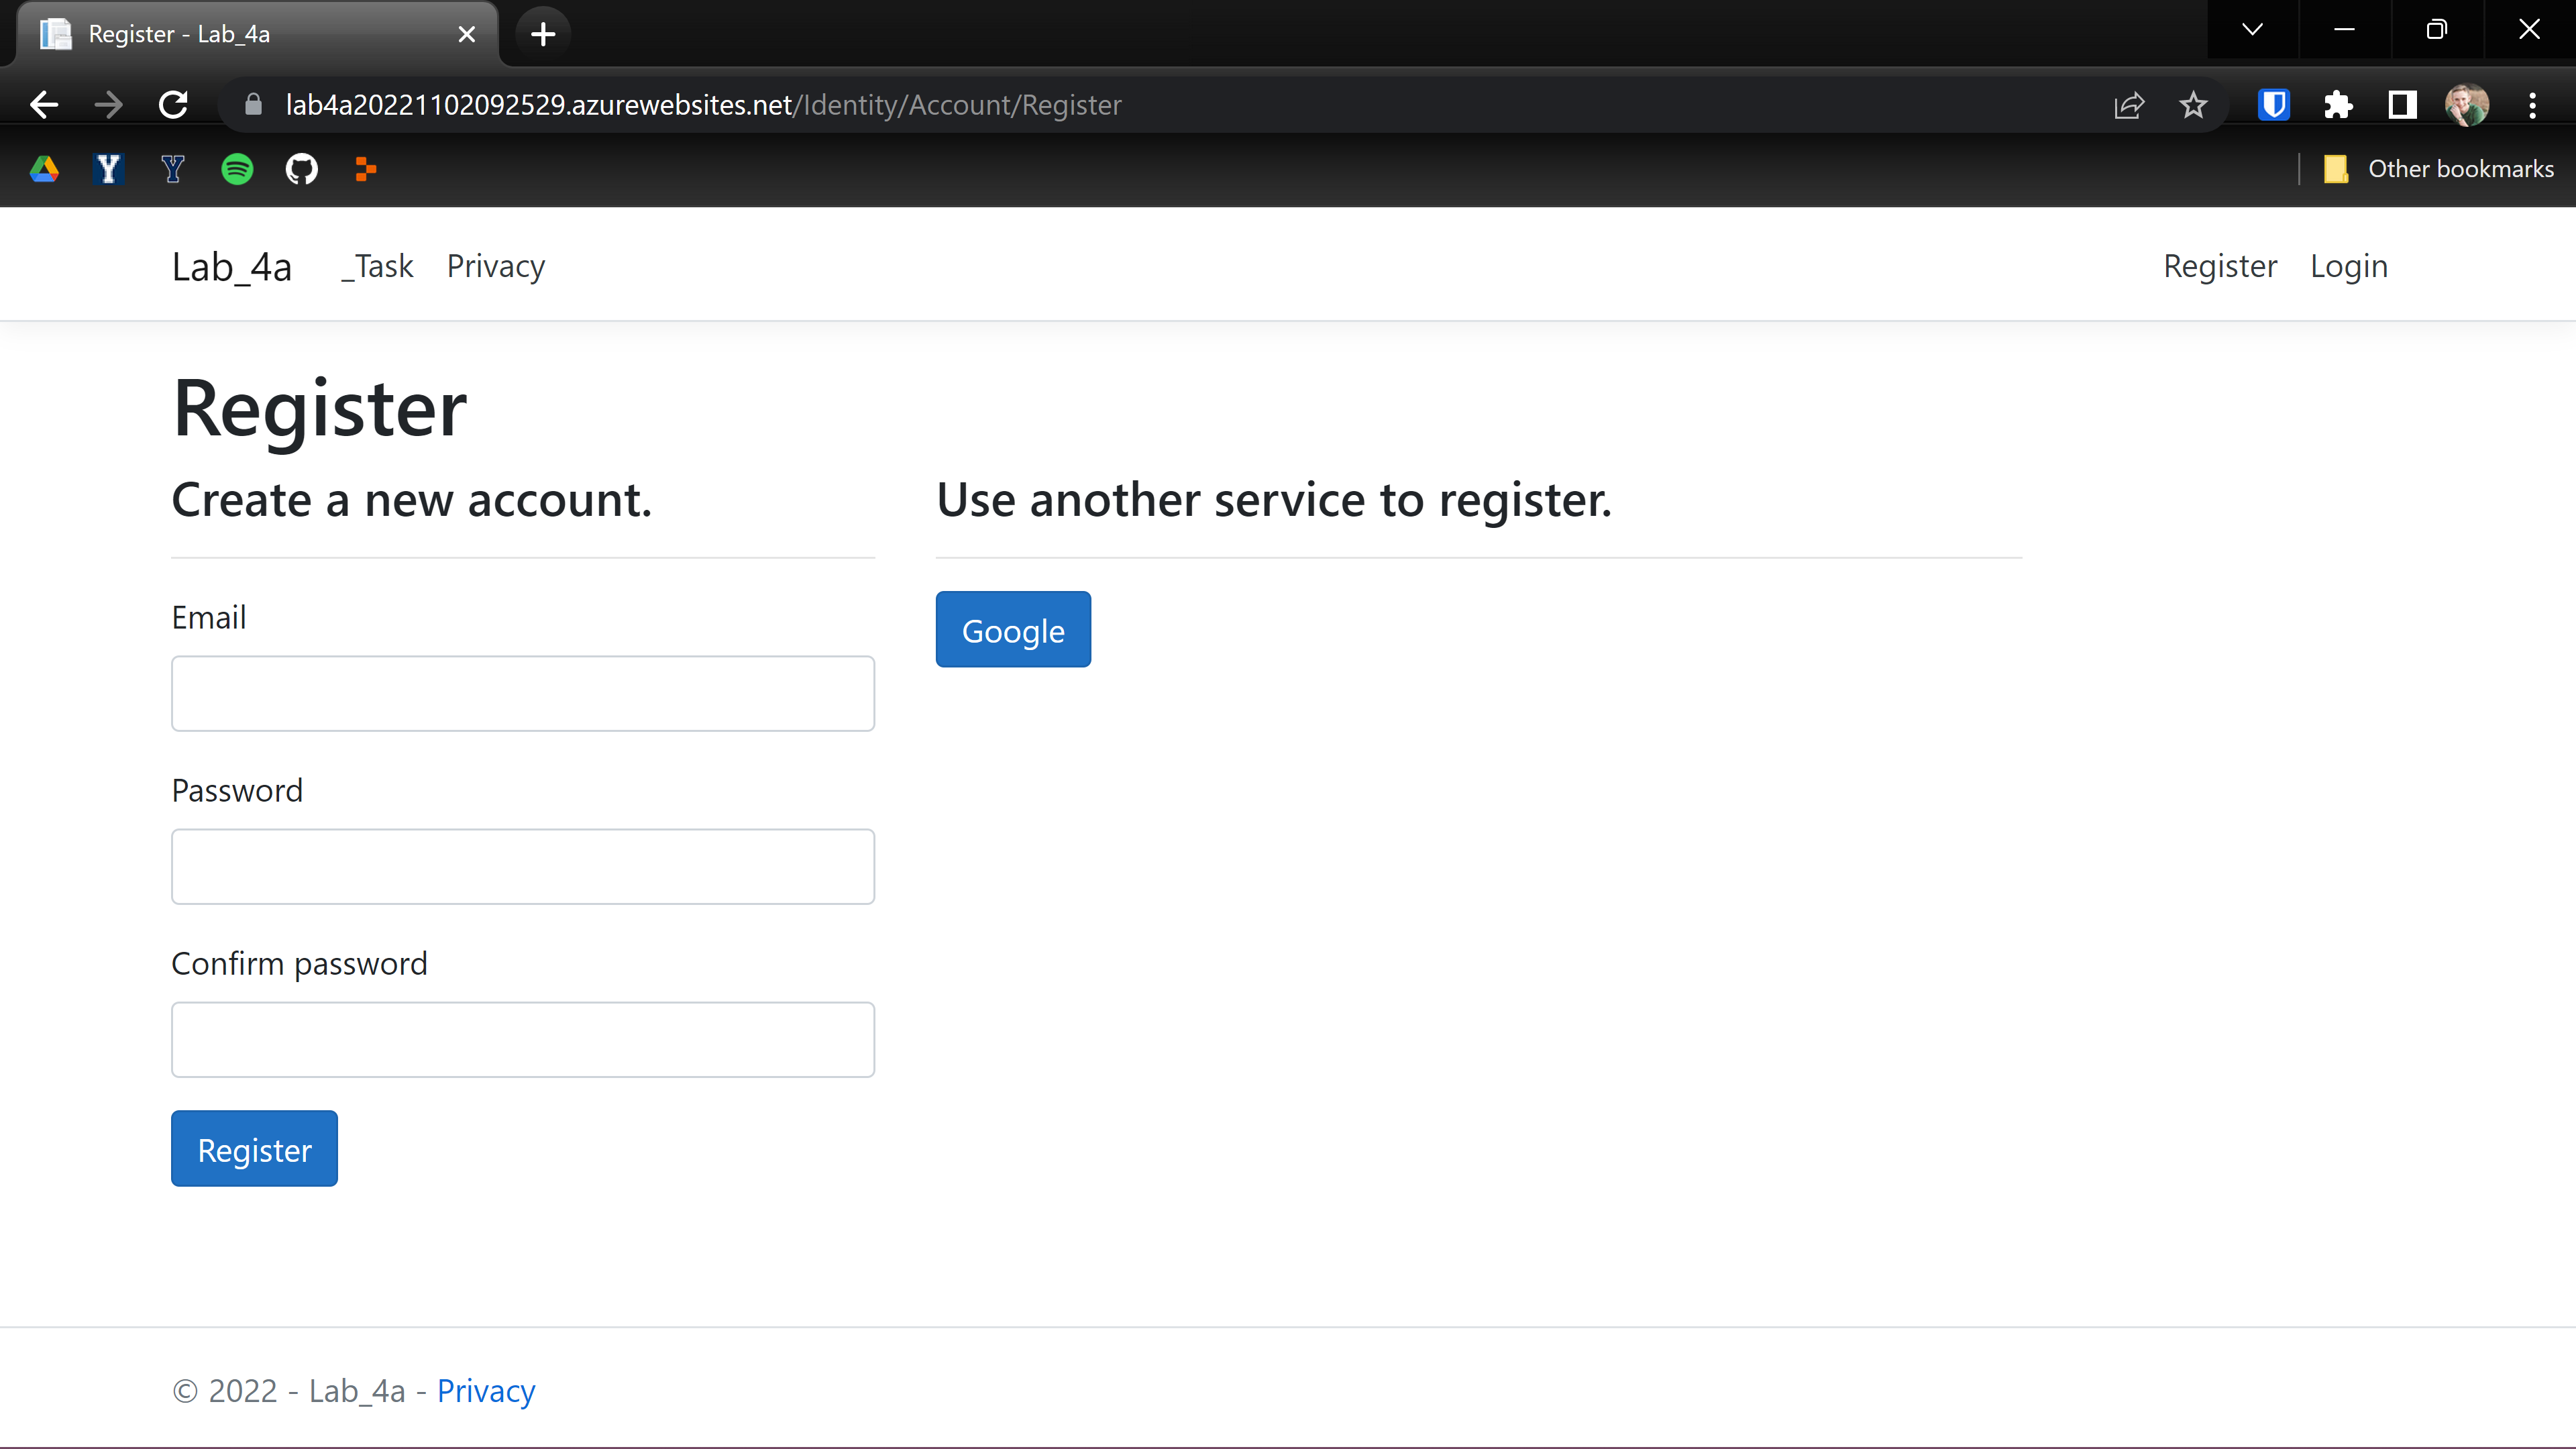 Register - Lab_4a
lab4a20221102092529.azurewebsites.net/Identity/Account/Register
Y Y Other bookmarks
Lab_4a _Task Privacy Register Login
Register
Create a new account. Use another service to register.
Email
Google
Password
Confirm password
Register
© 2022 - Lab_4a - Privacy